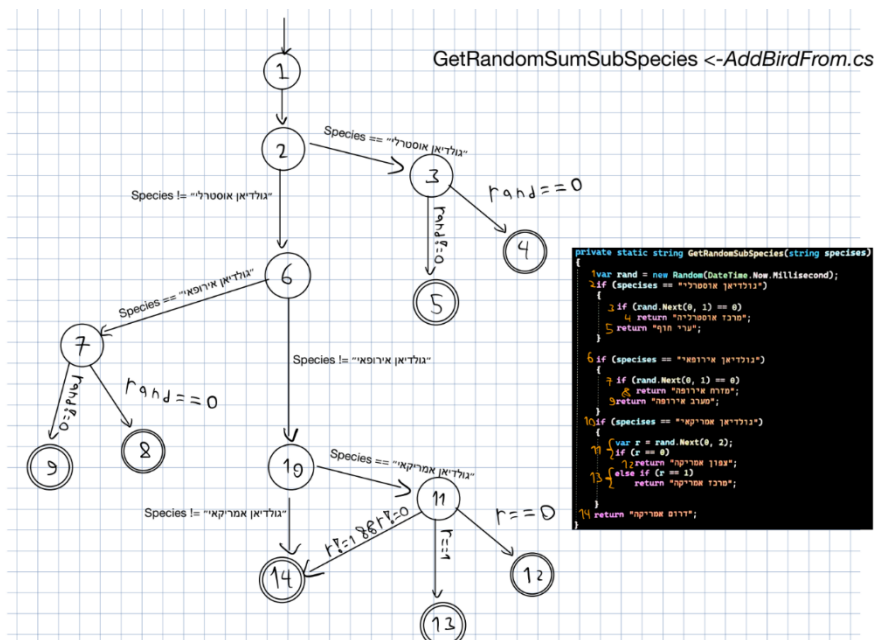 GetRandomSumSubSpecies <-AddBirdFrom.cs
1
2
Species == "גולדיאן אוסטרלי"
3
rand==0
Species != "גולדיאן אוסטרלי"
rand!=0
4
5
6
Species == "גולדיאן אירופאי"
7
rand==0
rand!=0
8
9
Species != "גולדיאן אירופאי"
10
Species == "גולדיאן אמריקאי"
11
Species != "גולדיאן אמריקאי"
r!=1 && r!=0
r==1
r==0
14
12
13
private static string GetRandomSubSpecies(string specises)
{
1 var rand = new Random(DateTime.Now.Millisecond);
2 if (specises == "גולדיאן אוסטרלי")
{
3 if (rand.Next(0, 1) == 0)
4 return "מרכז אוסטרליה";
5 return "ערי חוף";
}
6 if (specises == "גולדיאן אירופאי")
{
7 if (rand.Next(0, 1) == 0)
8 return "מזרח אירופה";
9 return "מערב אירופה";
}
10 if (specises == "גולדיאן אמריקאי")
{
11 var r = rand.Next(0, 2);
if (r == 0)
12 return "צפון אמריקה";
13 else if (r == 1)
return "מרכז אמריקה";
}
14 return "דרום אמריקה";
}